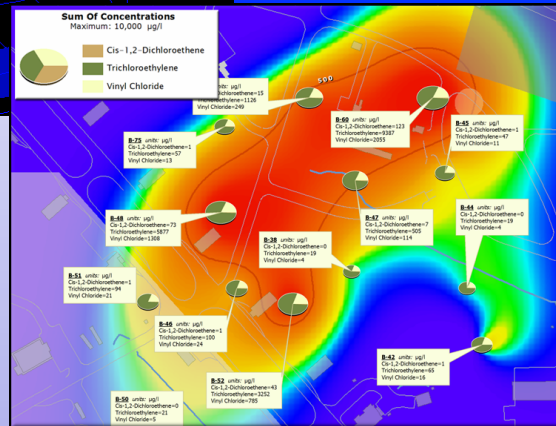 Sum Of Concentrations
Maximum: 10,000 µg/l
Cis-1,2-Dichloroethene
Trichloroethylene
Vinyl Chloride
Dichloroethene=15
Trichloroethylene=1126
Vinyl Chloride=249
500
B-60 units: µg/l
Cis-1,2-Dichloroethene=123
Trichloroethylene=9387
Vinyl Chloride=2055
B-45 units: µg/l
Cis-1,2-Dichloroethene=1
Trichloroethylene=47
Vinyl Chloride=11
B-75 units: µg/l
Cis-1,2-Dichloroethene=1
Trichloroethylene=57
Vinyl Chloride=13
B-48 units: µg/l
Cis-1,2-Dichloroethene=73
Trichloroethylene=5877
Vinyl Chloride=1308
B-47 units: µg/l
Cis-1,2-Dichloroethene=7
Trichloroethylene=505
Vinyl Chloride=114
B-44 units: µg/l
Cis-1,2-Dichloroethene=0
Trichloroethylene=19
Vinyl Chloride=4
B-38 units: µg/l
Cis-1,2-Dichloroethene=0
Trichloroethylene=19
Vinyl Chloride=4
B-51 units: µg/l
Cis-1,2-Dichloroethene=1
Trichloroethylene=94
Vinyl Chloride=21
B-46 units: µg/l
Cis-1,2-Dichloroethene=1
Trichloroethylene=100
Vinyl Chloride=24
B-42 units: µg/l
Cis-1,2-Dichloroethene=1
Trichloroethylene=65
Vinyl Chloride=16
B-52 units: µg/l
Cis-1,2-Dichloroethene=43
Trichloroethylene=3252
Vinyl Chloride=785
B-50 units: µg/l
Cis-1,2-Dichloroethene=0
Trichloroethylene=21
Vinyl Chloride=5